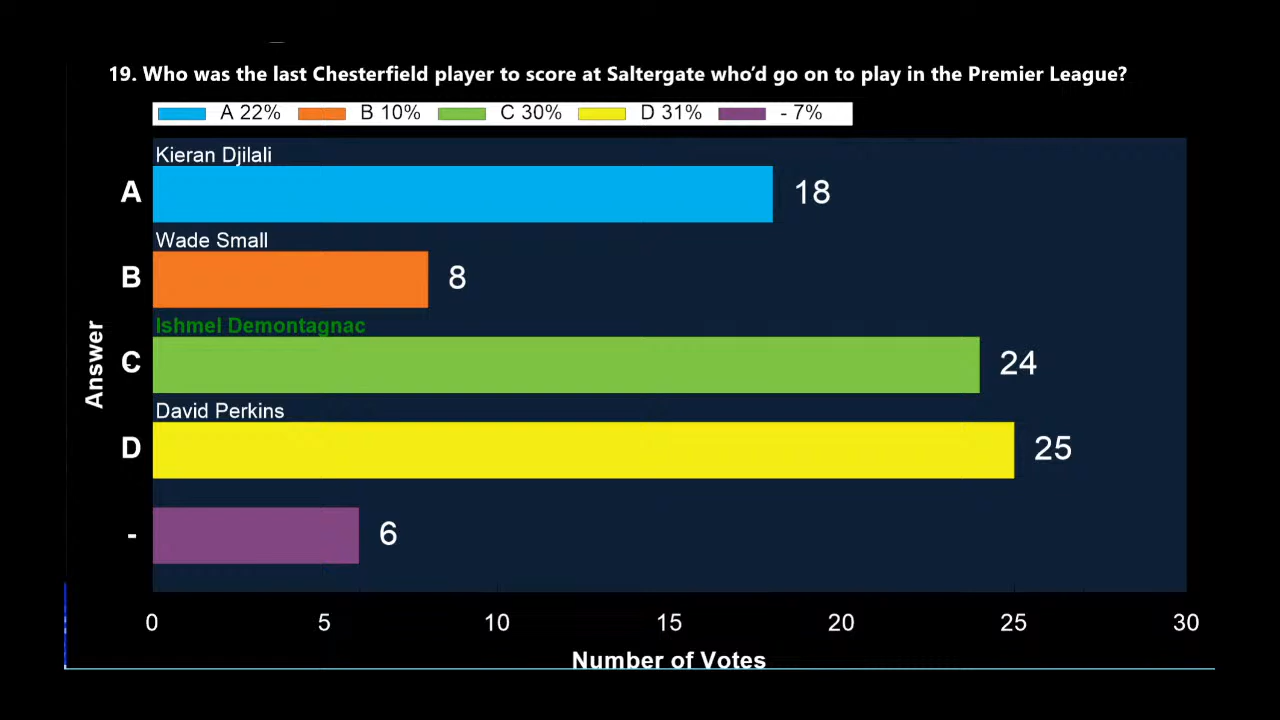 19. Who was the last Chesterfield player to score at Saltergate who'd go on to play in the Premier League?
A 22% B 10% C 30% D 31% - 7%
Kieran Djilali
A 18
Wade Small
B 8
Ishmel Demontagnac
C 24
David Perkins
D 25
- 6
Answer
0 5 10 15 20 25 30
Number of Votes